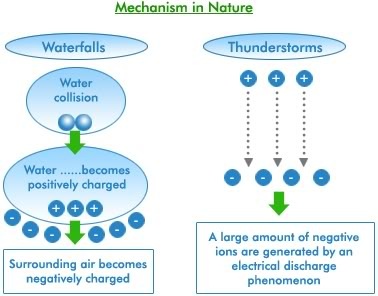 Mechanism in Nature
Waterfalls
Water
collision
Water ......becomes
positively charged
+ + +
- - - - - - - -
Surrounding air becomes
negatively charged
Thunderstorms
+ + +
- - - -
A large amount of negative
ions are generated by an
electrical discharge
phenomenon